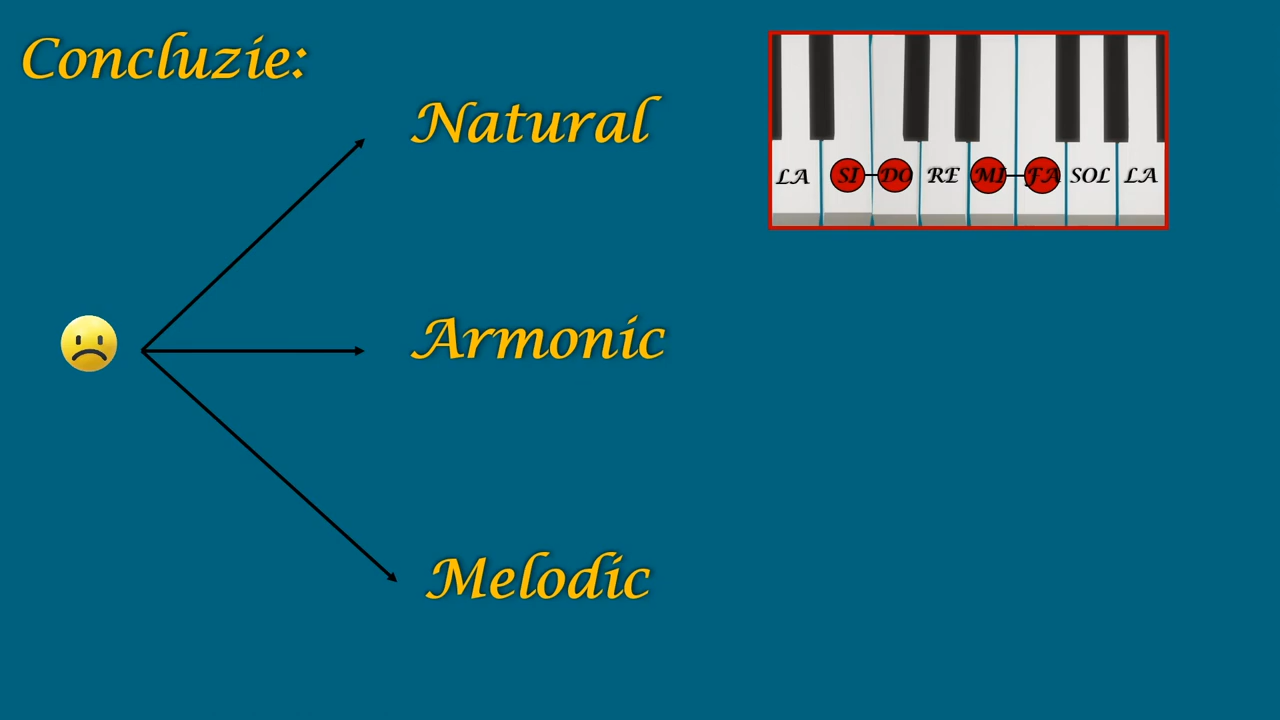 Concluzie:
Natural
LA SI DO RE MI FA SOL LA
Armonic
Melodic